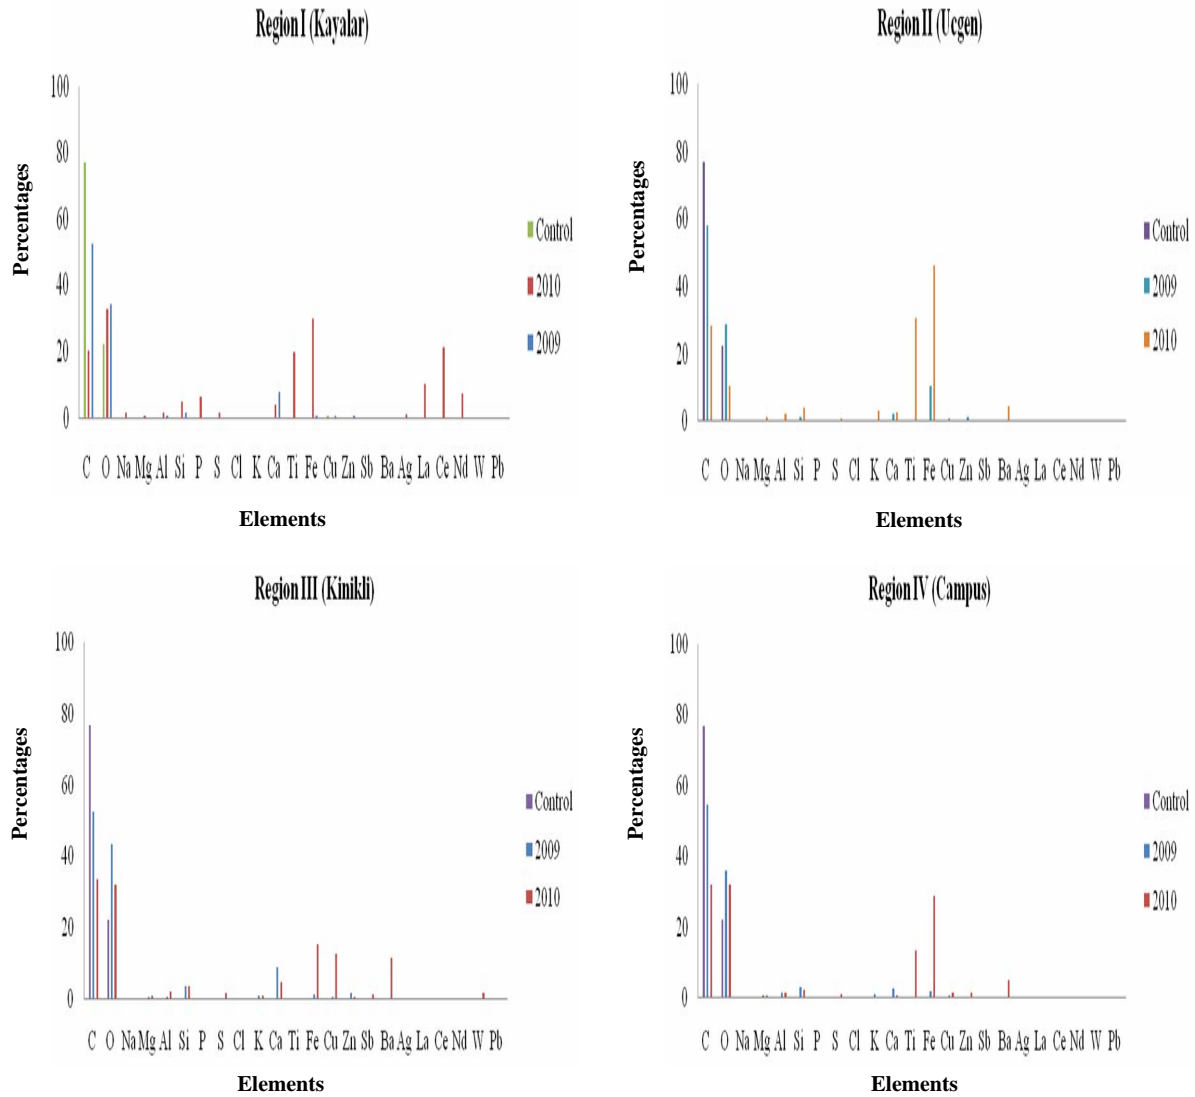 Region I (Kayalar)
Percentages
100
80
60
40
20
0
C O Na Mg Al Si P S Cl K Ca Ti Fe Cu Zn Sb Ba Ag La Ce Nd W Pb
Elements
Control
2010
2009
Region II (Ucgen)
Percentages
100
80
60
40
20
0
C O Na Mg Al Si P S Cl K Ca Ti Fe Cu Zn Sb Ba Ag La Ce Nd W Pb
Elements
Control
2009
2010
Region III (Kinikli)
Percentages
100
80
60
40
20
0
C O Na Mg Al Si P S Cl K Ca Ti Fe Cu Zn Sb Ba Ag La Ce Nd W Pb
Elements
Control
2009
2010
Region IV (Campus)
Percentages
100
80
60
40
20
0
C O Na Mg Al Si P S Cl K Ca Ti Fe Cu Zn Sb Ba Ag La Ce Nd W Pb
Elements
Control
2009
2010